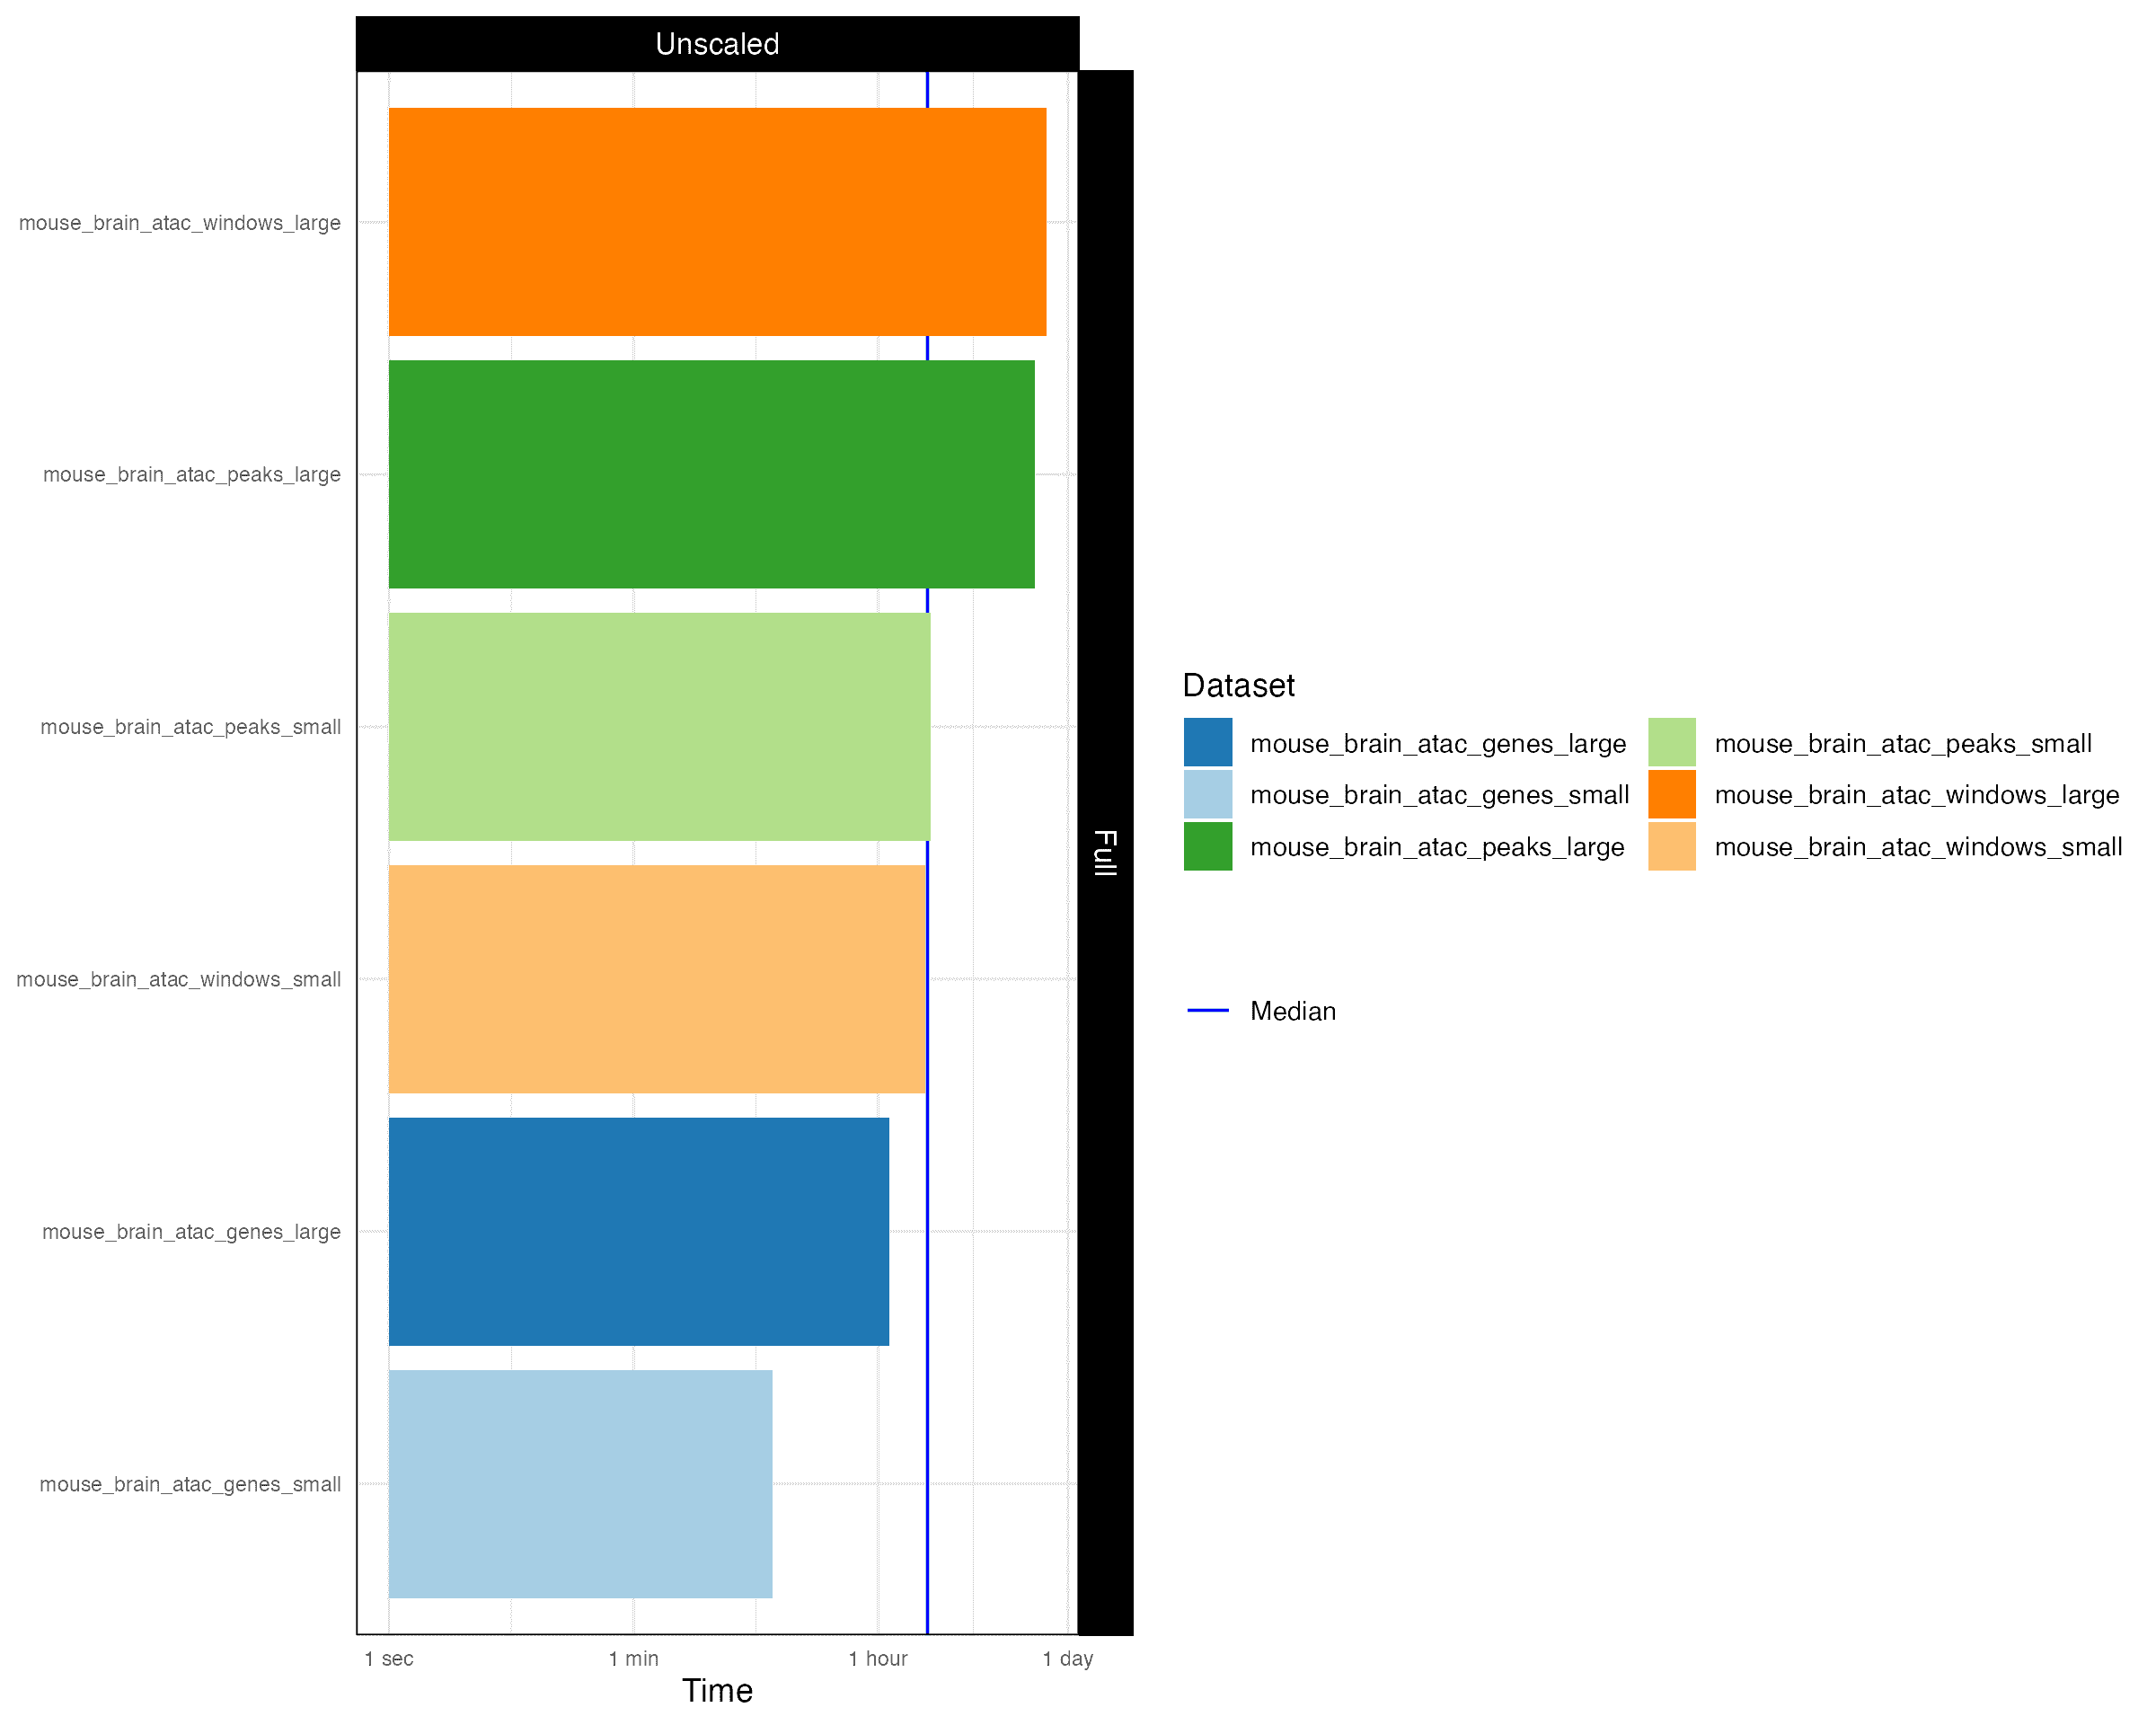 Unscaled
mouse_brain_atac_windows_large
mouse_brain_atac_peaks_large
mouse_brain_atac_peaks_small
mouse_brain_atac_windows_small
mouse_brain_atac_genes_large
mouse_brain_atac_genes_small
1 sec 1 min 1 hour 1 day
Time
Full
Dataset
mouse_brain_atac_genes_large mouse_brain_atac_peaks_small
mouse_brain_atac_genes_small mouse_brain_atac_windows_large
mouse_brain_atac_peaks_large mouse_brain_atac_windows_small
Median